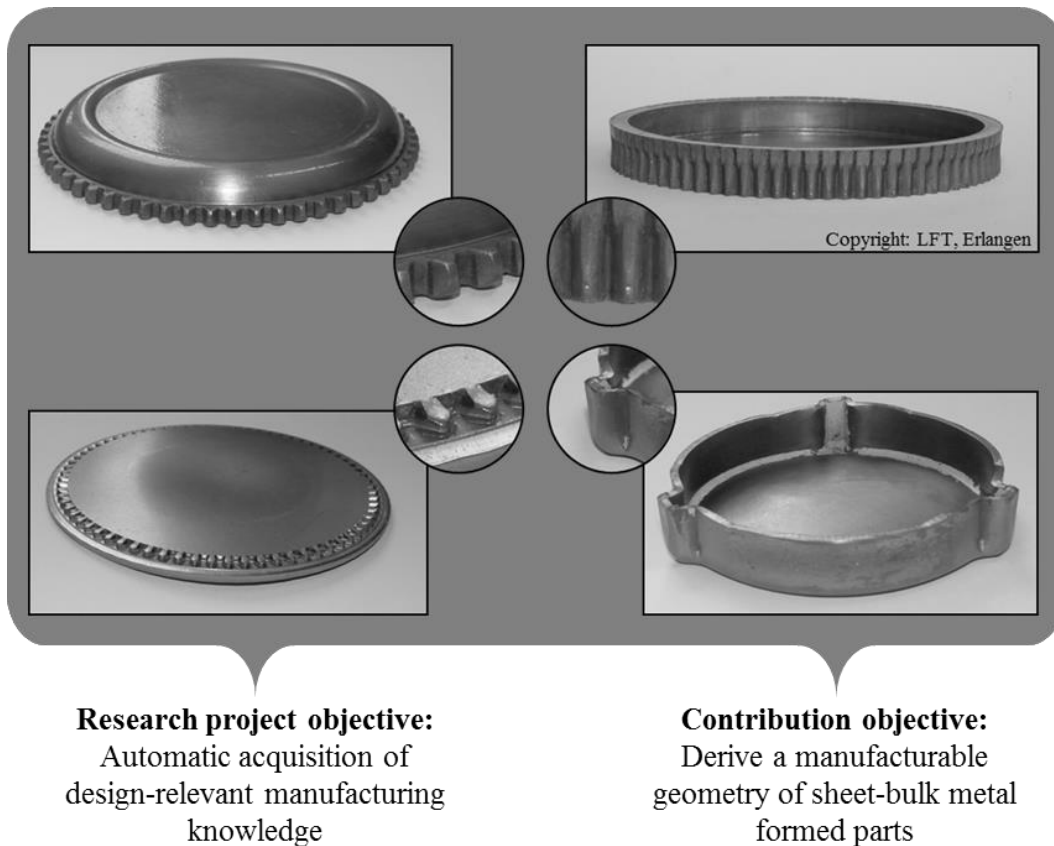 Copyright: LFT, Erlangen
Research project objective:
Automatic acquisition of
design-relevant manufacturing
knowledge
Contribution objective:
Derive a manufacturable
geometry of sheet-bulk metal
formed parts